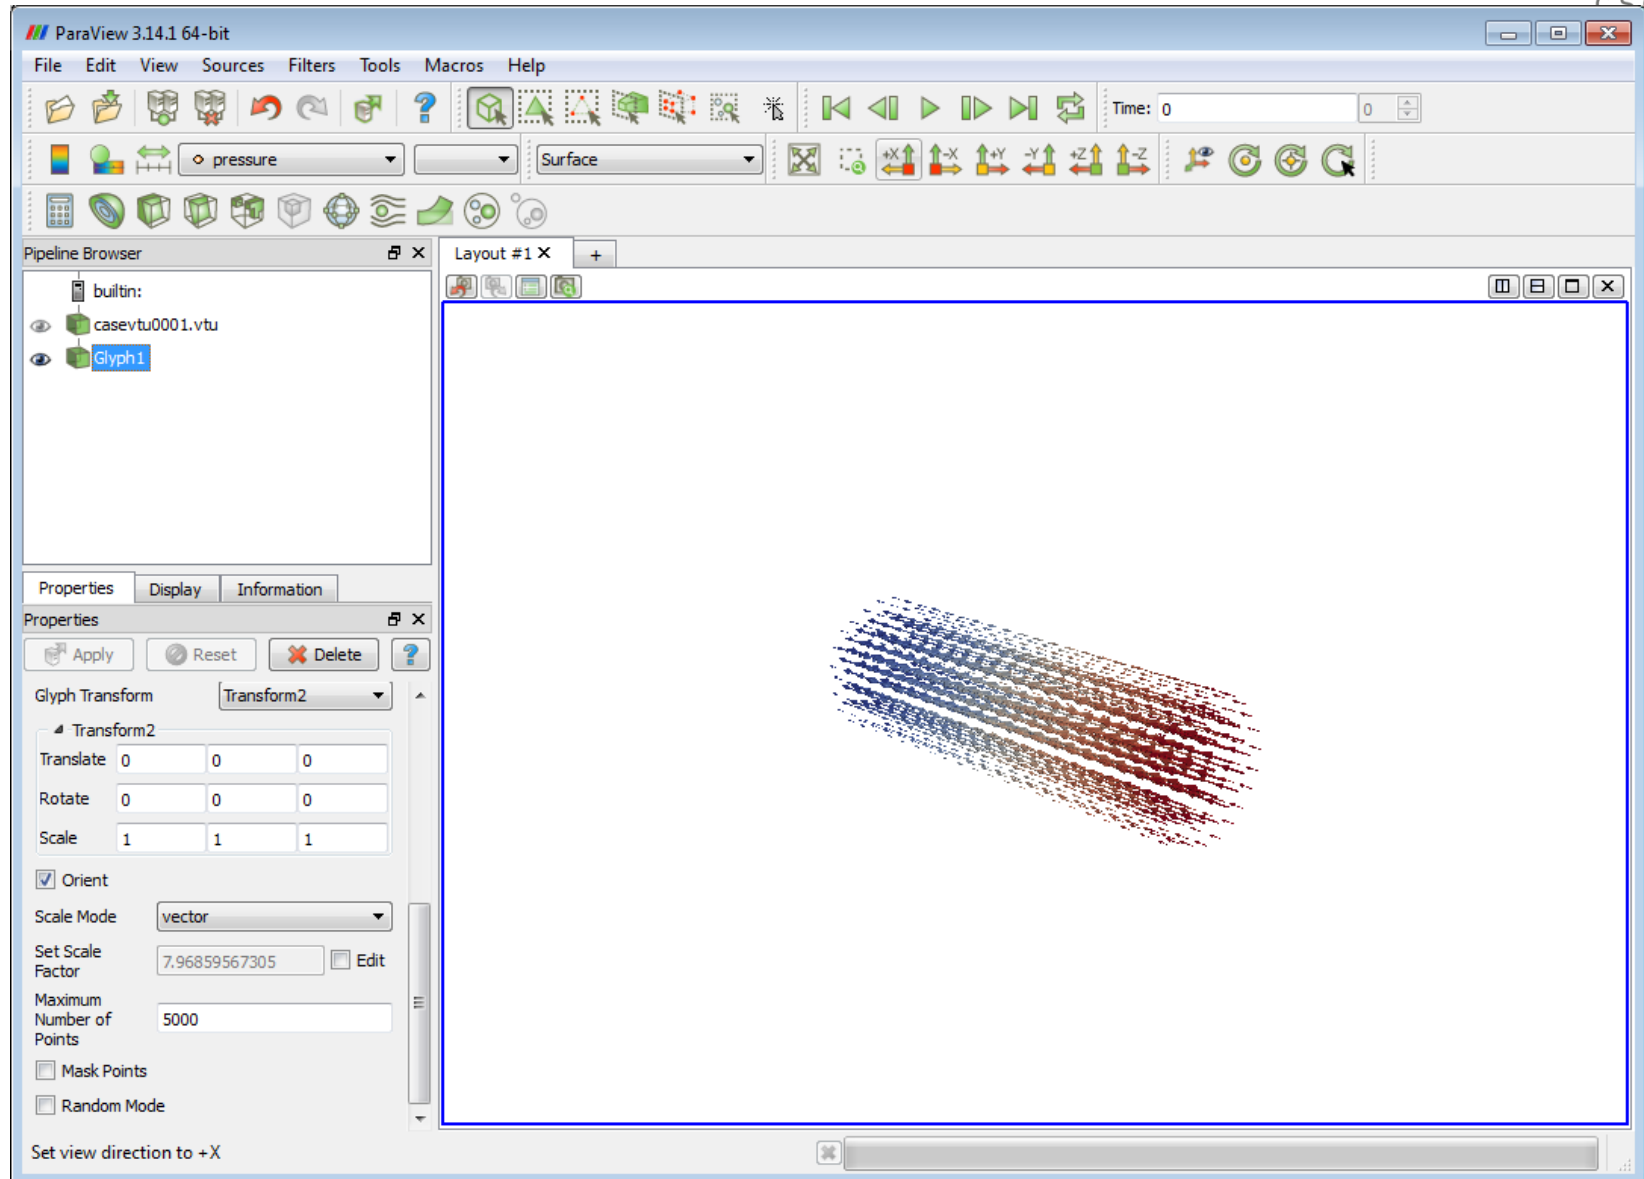 ParaView 3.14.1 64-bit
File Edit View Sources Filters Tools Macros Help
Time: 0 0
pressure Surface +X -X +Y -Y +Z -Z
Pipeline Browser
Layout #1 +
builtin:
casevtu0001.vtu
Glyph1
Properties Display Information
Properties
Apply Reset Delete ?
Glyph Transform Transform2
Transform2
Translate 0 0 0
Rotate 0 0 0
Scale 1 1 1
Orient
Scale Mode vector
Set Scale
Factor
7.96859567305 Edit
Maximum
Number of
Points
5000
Mask Points
Random Mode
Set view direction to +X